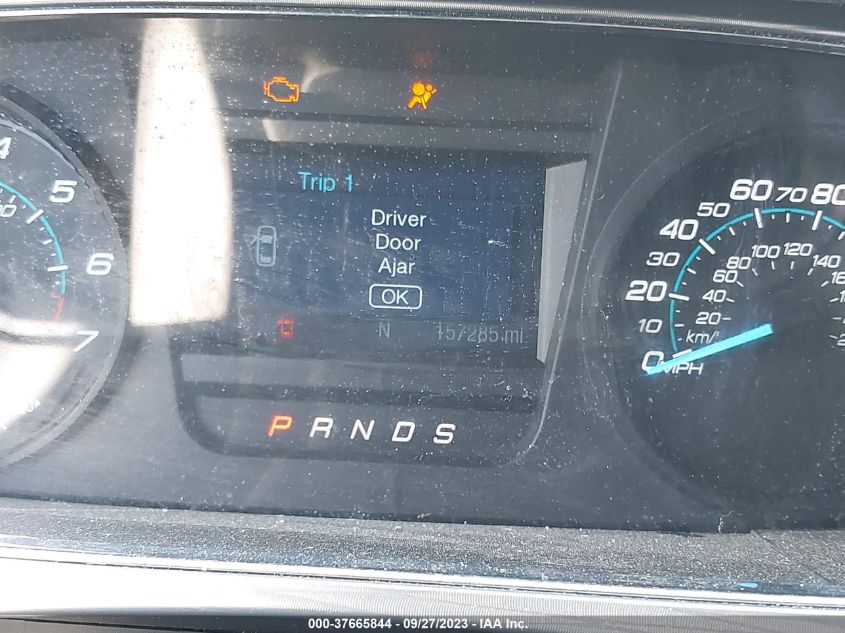 Trip 1
Driver
Door
Ajar
OK
N 157285 mi
P R N D S
4
5
6
7
0 10 20 30 40 50 60 70 80
20 40 60 80 100 120 140
km/
MPH
000-37665844 / 09/27/2023 - IAA Inc.